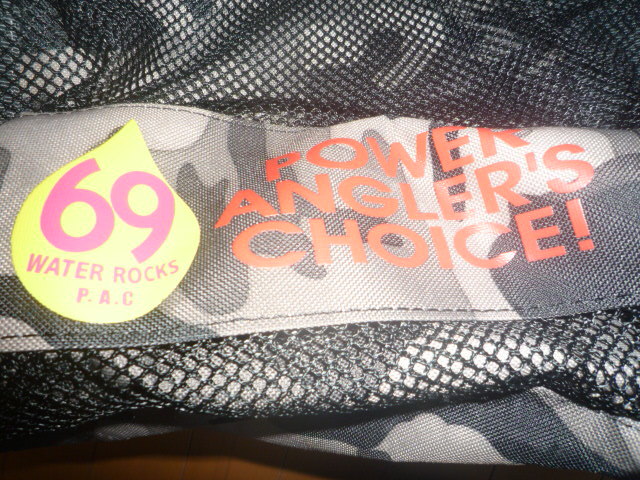 69
WATER ROCKS
P.A.C
POWER
ANGLER'S
CHOICE!